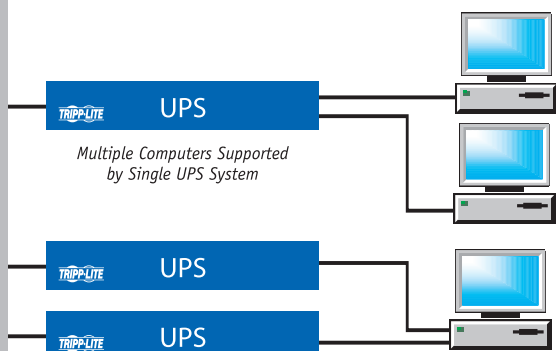 TRIPP·LITE UPS
Multiple Computers Supported
by Single UPS System
TRIPP·LITE UPS
TRIPP·LITE UPS